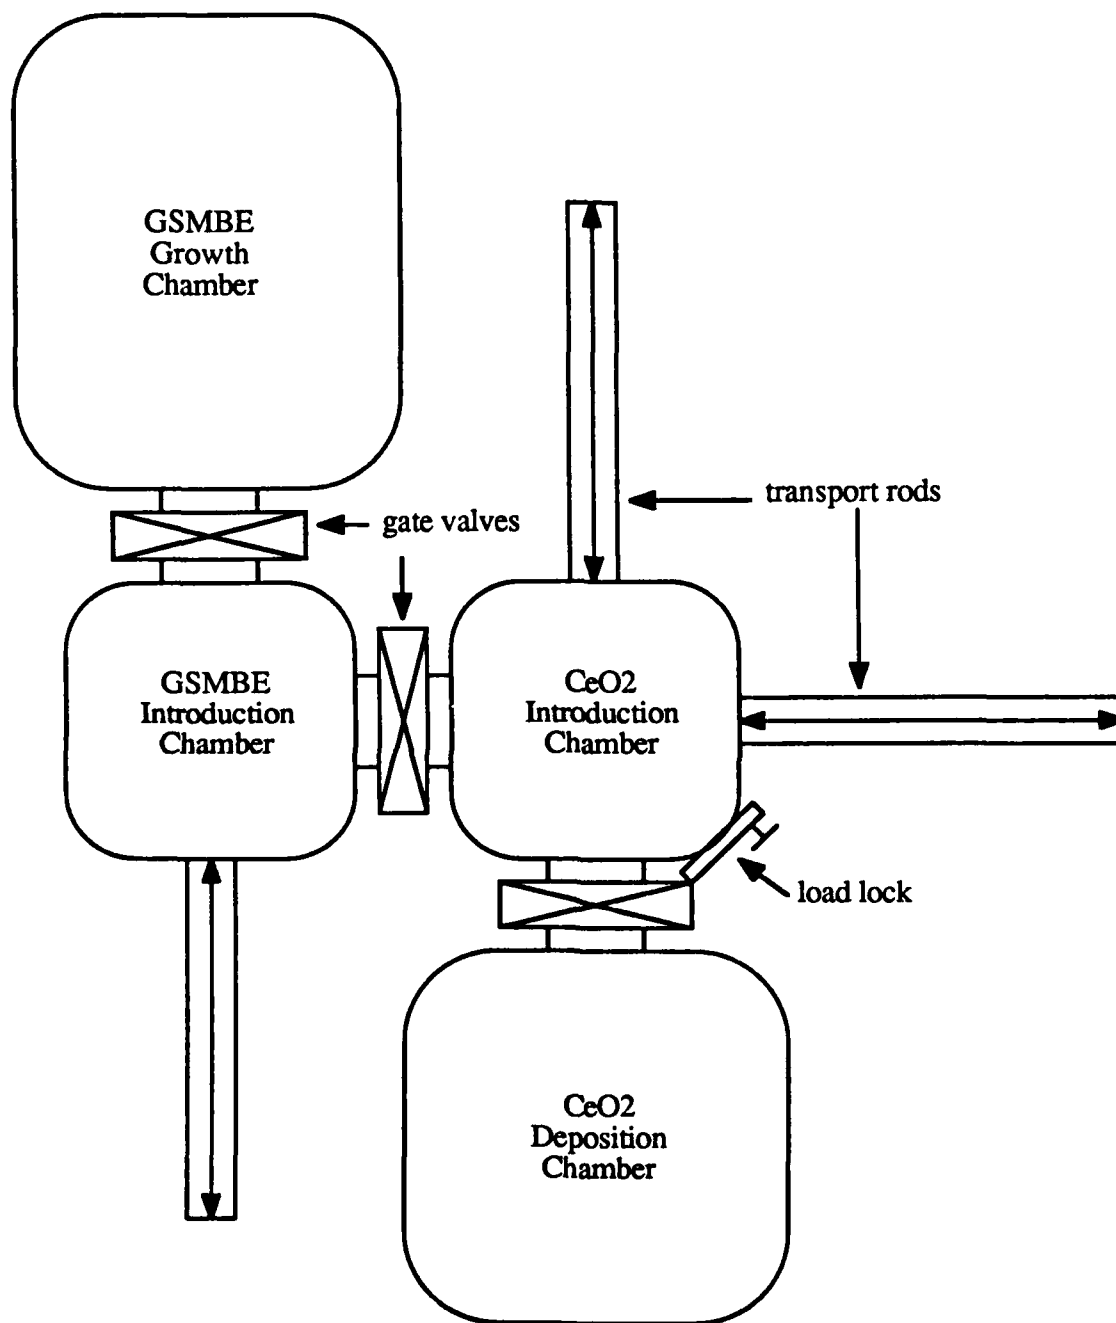 GSMBE
Growth
Chamber
transport rods
gate valves
GSMBE
Introduction
Chamber
CeO2
Introduction
Chamber
load lock
CeO2
Deposition
Chamber